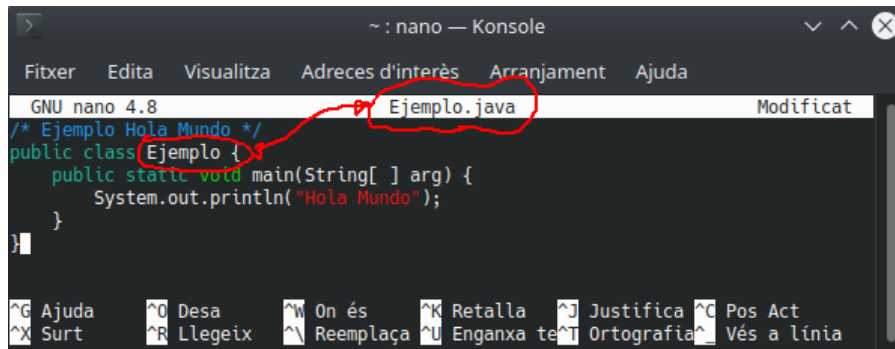 ~ : nano — Konsole
Fitxer Edita Visualitza Adreces d'interès Arranjament Ajuda
GNU nano 4.8 Ejemplo.java Modificat
/* Ejemplo Hola Mundo */
public class Ejemplo {
    public static void main(String[ ] arg) {
        System.out.println("Hola Mundo");
    }
}
^G Ajuda ^O Desa ^W On és ^K Retalla ^J Justifica ^C Pos Act
^X Surt ^R Llegeix ^\ Reemplaça ^U Enganxa te^T Ortografia^_ Vés a línia